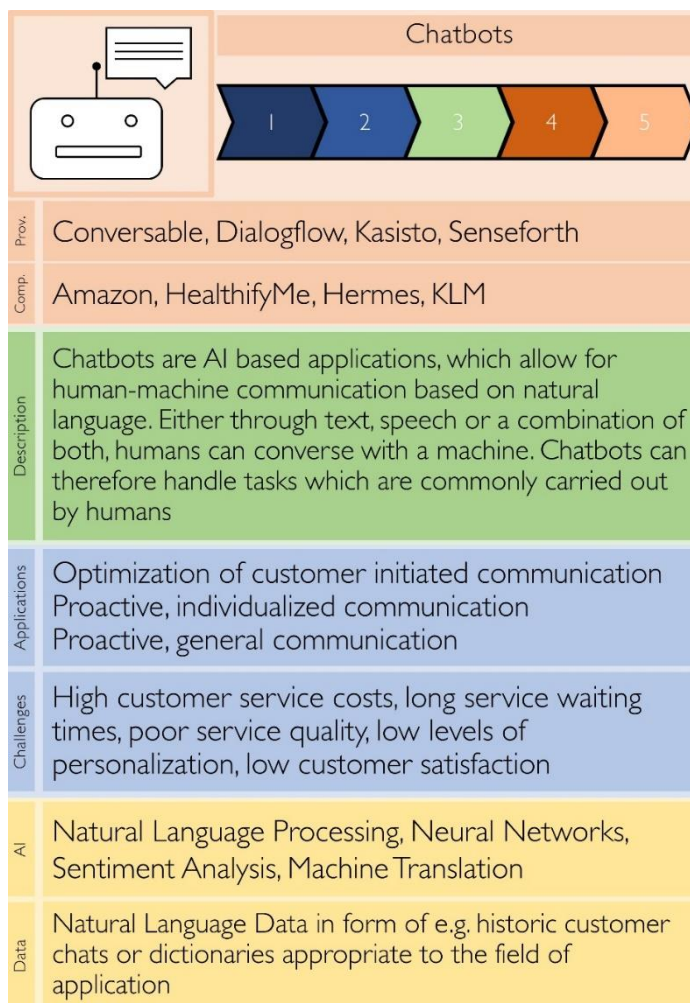 Chatbots
1 2 3 4 5
Prov.
Conversable, Dialogflow, Kasisto, Senseforth
Comp.
Amazon, HealthifyMe, Hermes, KLM
Description
Chatbots are AI based applications, which allow for
human-machine communication based on natural
language. Either through text, speech or a combination of
both, humans can converse with a machine. Chatbots can
therefore handle tasks which are commonly carried out
by humans
Applications
Optimization of customer initiated communication
Proactive, individualized communication
Proactive, general communication
Challenges
High customer service costs, long service waiting
times, poor service quality, low levels of
personalization, low customer satisfaction
AI
Natural Language Processing, Neural Networks,
Sentiment Analysis, Machine Translation
Data
Natural Language Data in form of e.g. historic customer
chats or dictionaries appropriate to the field of
application